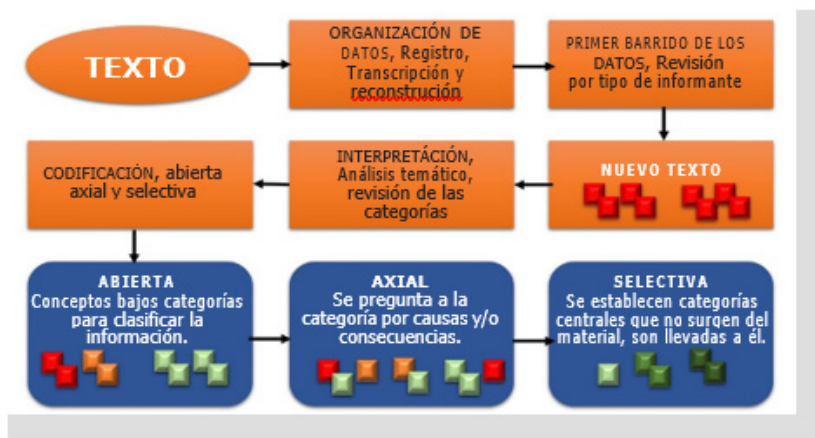 TEXTO
ORGANIZACIÓN DE
DATOS, Registro,
Transcripción y
reconstrucción
PRIMER BARRIDO DE LOS
DATOS, Revisión
por tipo de informante
NUEVO TEXTO
INTERPRETÁCIÓN,
Análisis temático,
revisión de las
categorías
CODIFICACIÓN, abierta
axial y selectiva
ABIERTA
Conceptos bajos categorías
para clasificar la
información.
AXIAL
Se pregunta a la
categoría por causas y/o
consecuencias.
SELECTIVA
Se establecen categorías
centrales que no surgen del
material, son llevadas a él.